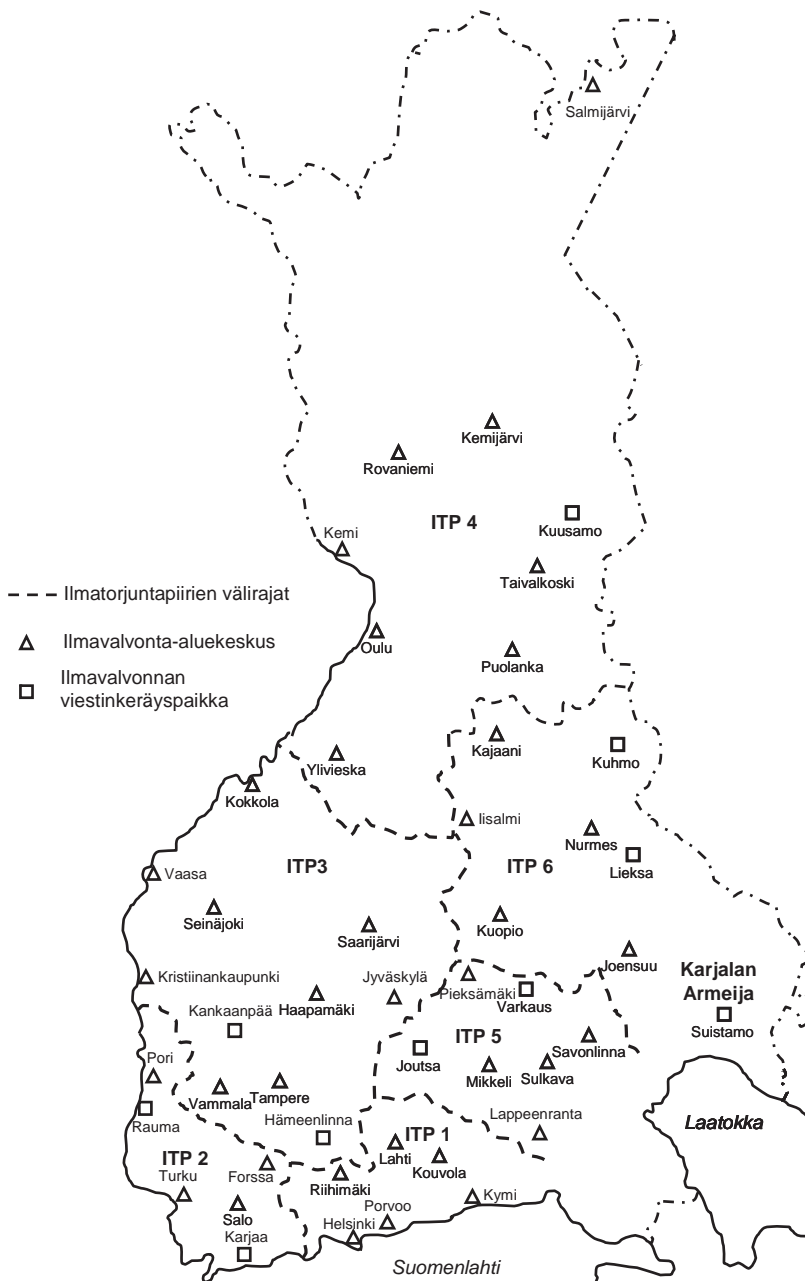 Salmijärvi
Kemijärvi
Rovaniemi
ITP 4
Kuusamo
Kemi
Taivalkoski
Ilmatorjuntapiirien välirajat
Ilmavalvonta-aluekeskus
Oulu
Puolanka
Ilmavalvonnan
viestinkeräyspaikka
Kajaani
Kuhmo
Ylivieska
Kokkola
Iisalmi
Nurmes
ITP3
ITP 6
Lieksa
Vaasa
Seinäjoki
Kuopio
Saarijärvi
Joensuu
Karjalan
Armeija
Kristiinankaupunki
Jyväskylä
Pieksämäki
Haapamäki
Varkaus
Kankaanpää
Suistamo
ITP 5
Savonlinna
Pori
Joutsa
Mikkeli
Sulkava
Vammala
Tampere
Rauma
Hämeenlinna
Lappeenranta
Laatokka
ITP 1
Lahti
Kouvola
ITP 2
Forssa
Turku
Riihimäki
Kymi
Salo
Porvoo
Karjaa
Helsinki
Suomenlahti